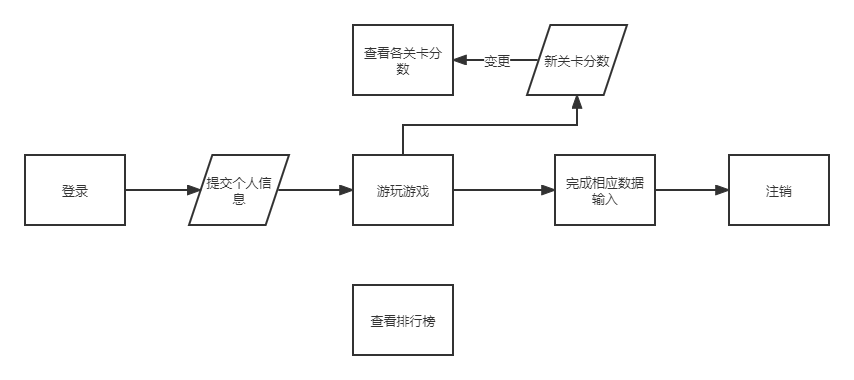 查看各关卡分
数
变更
新关卡分数
登录
提交个人信
息
游玩游戏
完成相应数据
输入
注销
查看排行榜